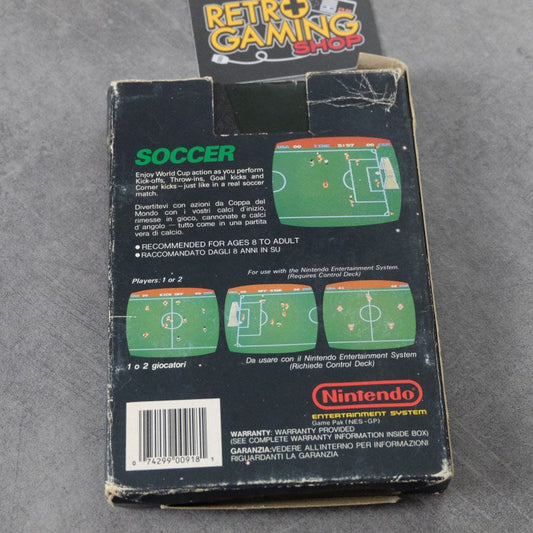 RETRO
GAMING
SHOP
SOCCER
Enjoy World Cup action as you perform
Kick-offs, Throw-ins, Goal kicks and
Corner kicks—just like in a real soccer
match.
Divertitevi con azioni da Coppa del
Mondo con i vostri calci d'inizio,
rimesse in gioco, cannonate e calci
d'angolo — tutto come in una partita
vera di calcio.
• RECOMMENDED FOR AGES 8 TO ADULT
• RACCOMANDATO DAGLI 8 ANNI IN SU
USA 00 TIME
Players: 1 or 2
For use with the Nintendo Entertainment System
(Requires Control Deck)
KICK OFF
1 o 2 giocatori
Da usare con il Nintendo Entertainment System
(Richiede Control Deck)
Nintendo
ENTERTAINMENT SYSTEM
Game Pak (NES-GP)
WARRANTY: WARRANTY PROVIDED
(SEE COMPLETE WARRANTY INFORMATION INSIDE BOX)
GARANZIA: VEDERE ALL'INTERNO PER INFORMAZIONI
RIGUARDANTI LA GARANZIA
0 74299 00918 1